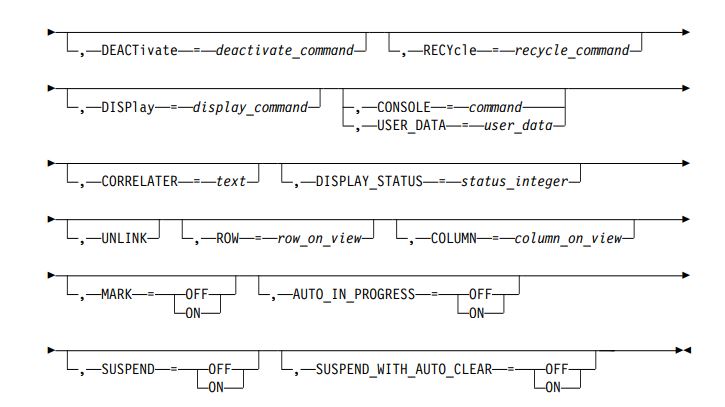 ,—DEACTivate—=—deactivate_command ,—RECYcle—=—recycle_command
,—DISPlay—=—display_command ,—CONSOLE—=—command
,—USER_DATA—=—user_data
,—CORRELATER—=—text ,—DISPLAY_STATUS—=—status_integer
,—UNLINK ,—ROW—=—row_on_view ,—COLUMN—=—column_on_view
,—MARK—=—OFF ,—AUTO_IN_PROGRESS—=—OFF
ON ON
,—SUSPEND—=—OFF ,—SUSPEND_WITH_AUTO_CLEAR—=—OFF
ON ON